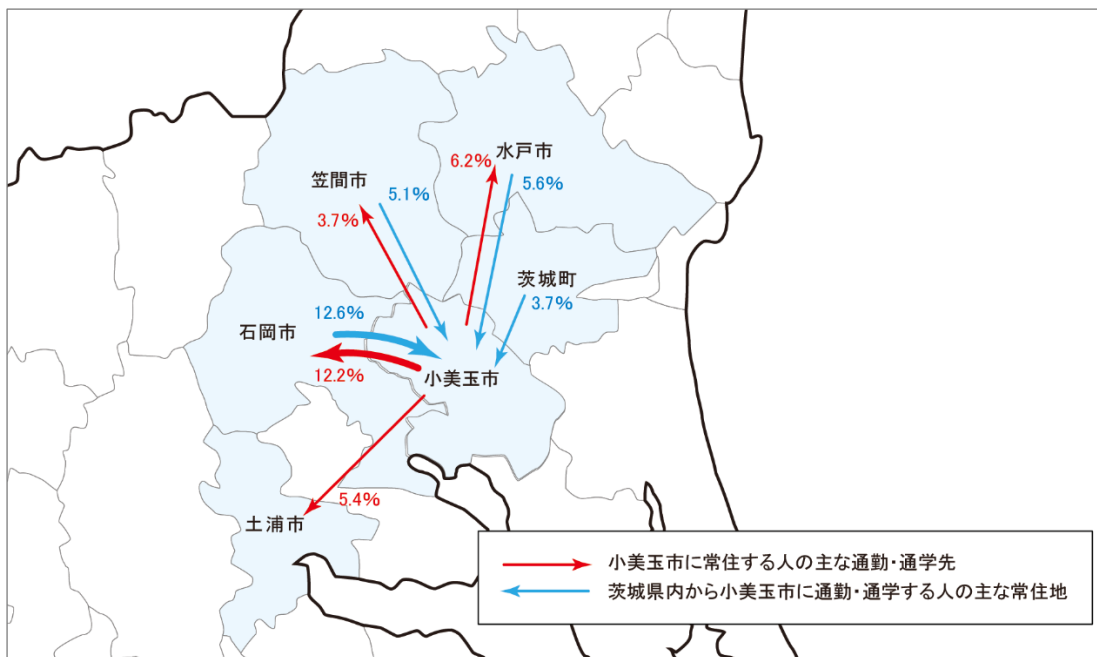 水戸市
6.2%
5.6%
笠間市
5.1%
3.7%
茨城町
3.7%
石岡市
12.6%
12.2%
小美玉市
5.4%
土浦市
小美玉市に常住する人の主な通勤・通学先
茨城県内から小美玉市に通勤・通学する人の主な常住地